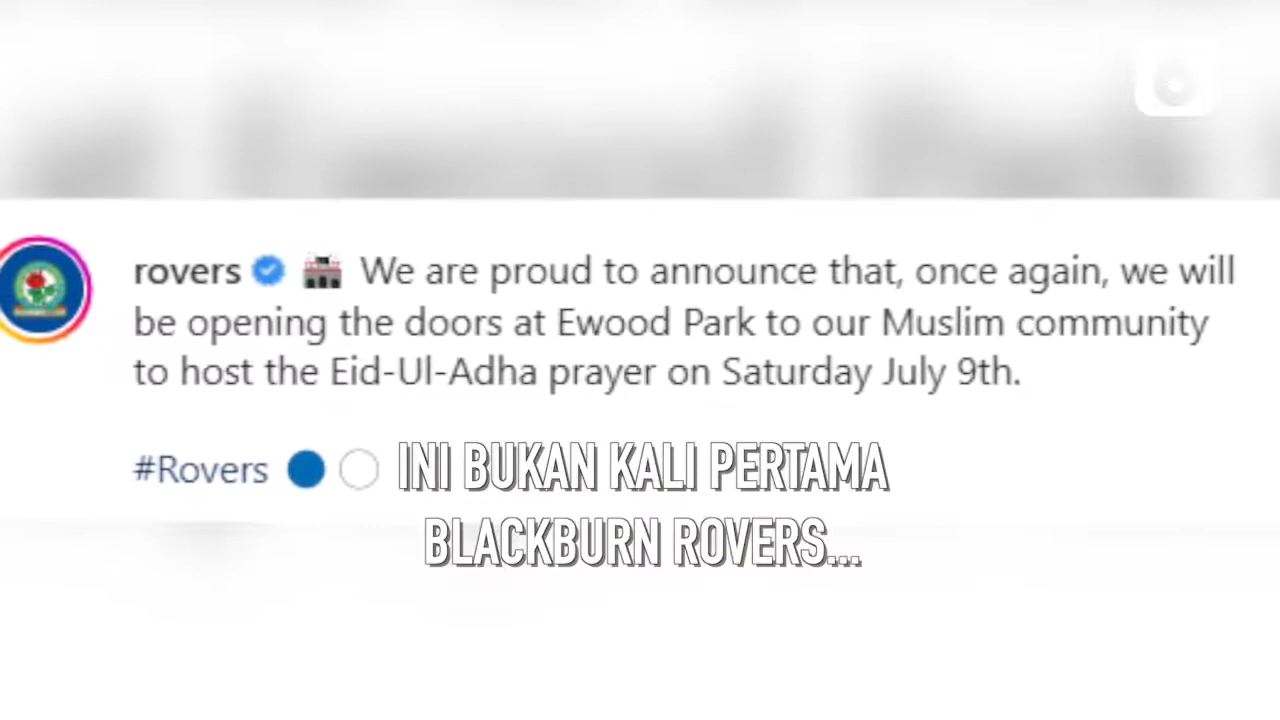 rovers We are proud to announce that, once again, we will
be opening the doors at Ewood Park to our Muslim community
to host the Eid-Ul-Adha prayer on Saturday July 9th.
#Rovers
INI BUKAN KALI PERTAMA
BLACKBURN ROVERS...